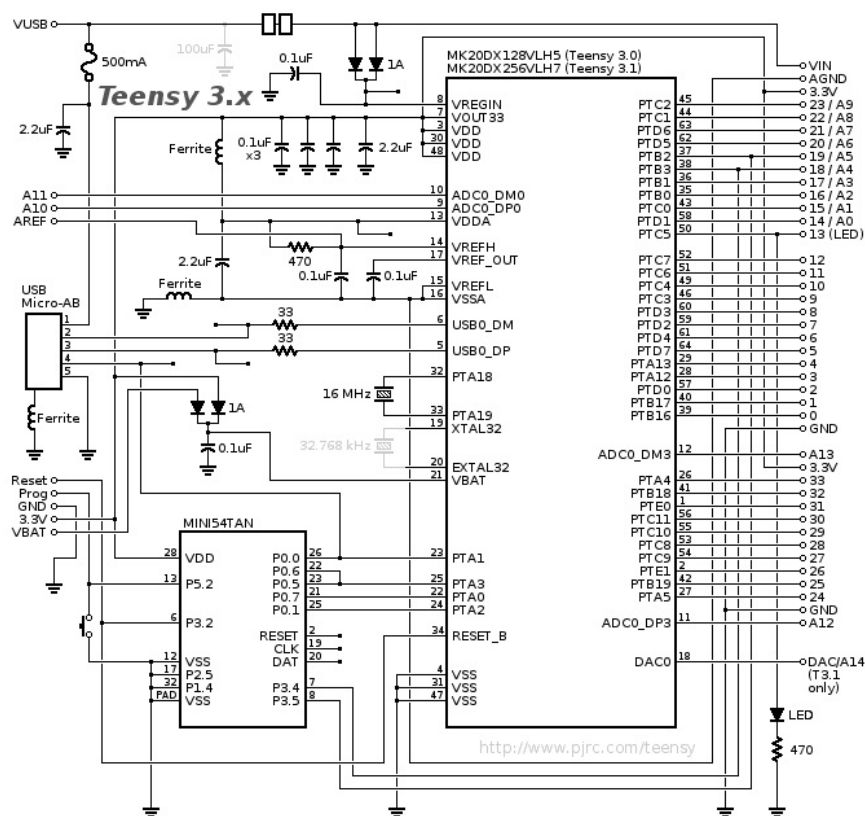 VUSB
500mA
100uF
0.1uF
1A
Teensy 3.x
2.2uF
Ferrite
0.1uF
x3
2.2uF
A11
A10
AREF
2.2uF
470
0.1uF
0.1uF
Ferrite
USB
Micro-AB
1
2
3
4
5
Ferrite
33
33
1A
0.1uF
16 MHz
32.768 kHz
Reset
Prog
GND
3.3V
VBAT
MINI54TAN
28 VDD
13 P5.2
6 P3.2
12 VSS
17 P2.5
32 P1.4
PAD VSS
P0.0 26
P0.6 22
P0.5 23
P0.7 21
P0.1 25
RESET 2
CLK 19
DAT 20
P3.4 7
P3.5 8
MK20DX128VLH5 (Teensy 3.0)
MK20DX256VLH7 (Teensy 3.1)
8 VREGIN
7 VOUT33
3 VDD
30 VDD
48 VDD
10 ADC0_DM0
9 ADC0_DP0
13 VDDA
14 VREFH
17 VREF_OUT
15 VREFL
16 VSSA
6 USB0_DM
5 USB0_DP
32 PTA18
33 PTA19
19 XTAL32
20 EXTAL32
21 VBAT
23 PTA1
25 PTA3
22 PTA0
24 PTA2
34 RESET_B
4 VSS
31 VSS
47 VSS
VIN
AGND
3.3V
PTC2 45 23 / A9
PTC1 44 22 / A8
PTD6 63 21 / A7
PTD5 62 20 / A6
PTB2 37 19 / A5
PTB3 38 18 / A4
PTB1 36 17 / A3
PTB0 35 16 / A2
PTC0 43 15 / A1
PTD1 58 14 / A0
PTC5 50 13 (LED)
PTC7 52 12
PTC6 51 11
PTC4 49 10
PTC3 46 9
PTD3 60 8
PTD2 59 7
PTD4 61 6
PTD7 64 5
PTA13 29 4
PTA12 28 3
PTD0 57 2
PTB17 40 1
PTB16 39 0
GND
ADC0_DM3 12 A13
3.3V
PTA4 26 33
PTB18 41 32
PTE0 1 31
PTC11 56 30
PTC10 55 29
PTC8 53 28
PTC9 54 27
PTE1 2 26
PTB19 42 25
PTA5 27 24
GND
ADC0_DP3 11 A12
DAC0 18 DAC/A14
(T3.1
only)
LED
470
http://www.pjrc.com/teensy